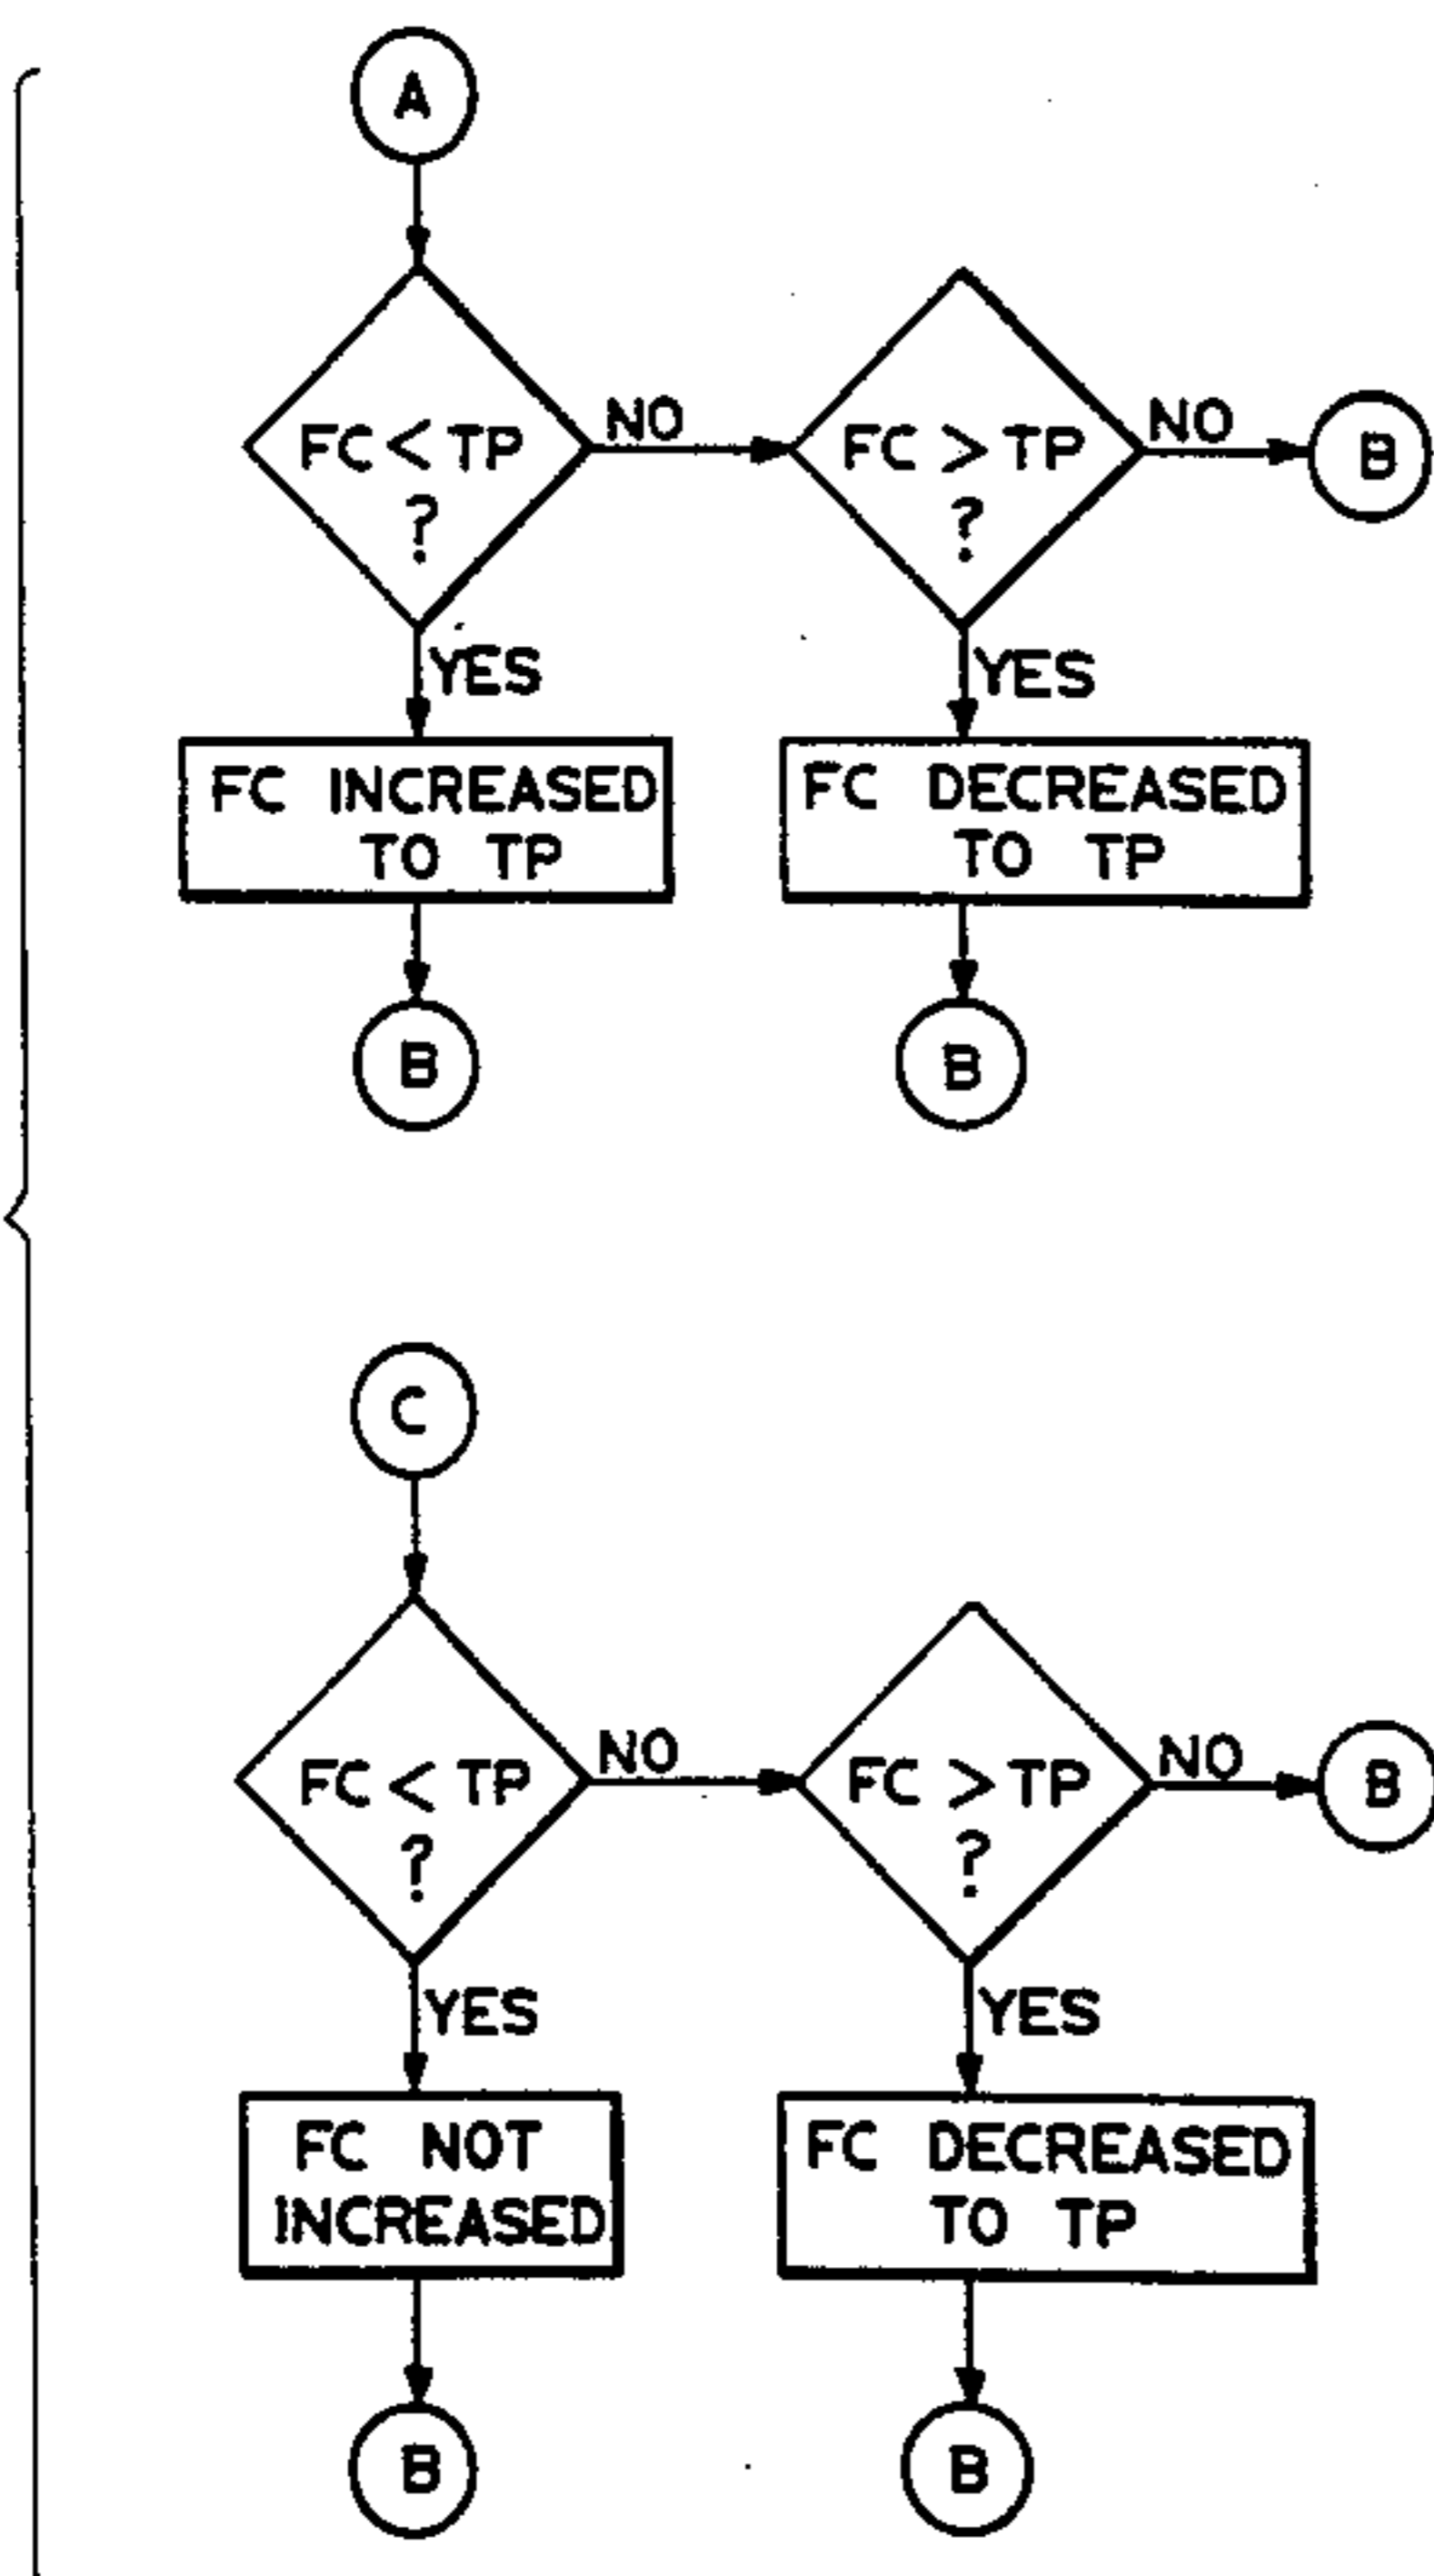 A
FC < TP
?
NO
FC > TP
?
NO
B
YES
YES
FC INCREASED
TO TP
FC DECREASED
TO TP
B
B
C
FC < TP
?
NO
FC > TP
?
NO
B
YES
YES
FC NOT
INCREASED
FC DECREASED
TO TP
B
B